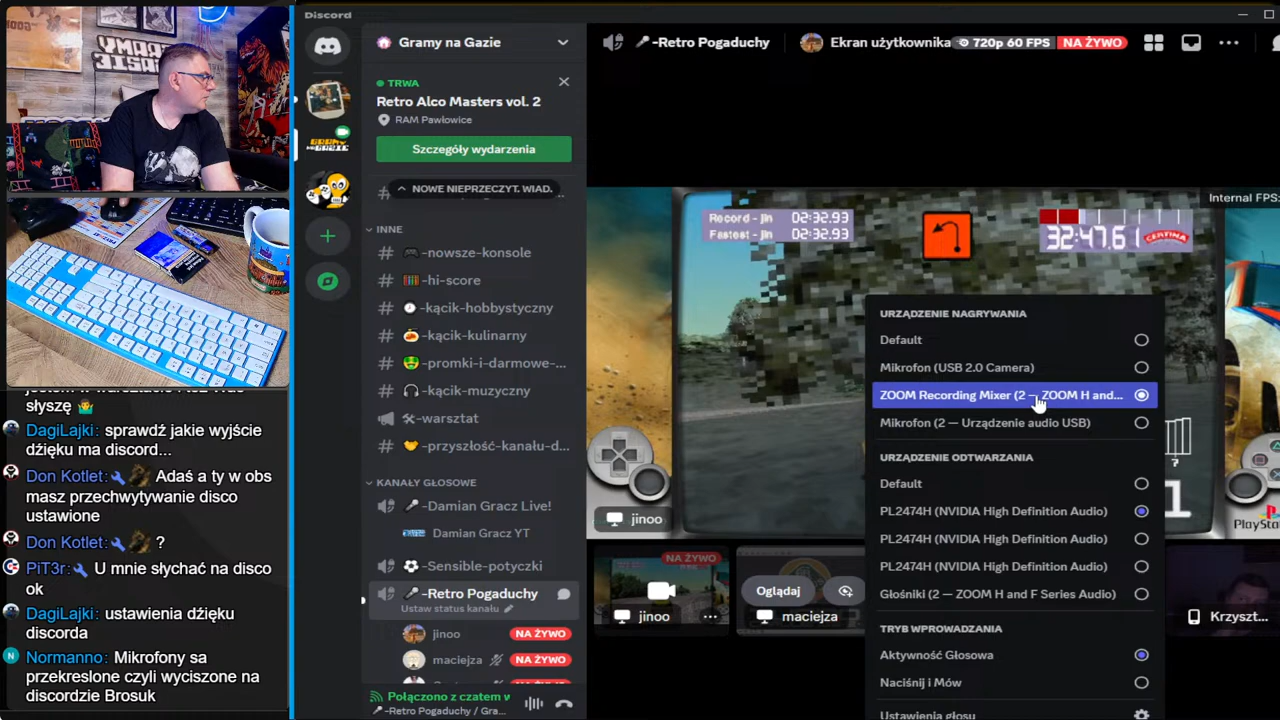 Discord
Gramy na Gazie
TRWA
Retro Alco Masters vol. 2
RAM Pawłowice
Szczegóły wydarzenia
NOWE NIEPRZECZYT. WIAD.
INNE
-nowsze-konsole
-hi-score
-kącik-hobbystyczny
-kącik-kulinarny
-promki-i-darmowe-...
-kącik-muzyczny
-warsztat
-przyszłość-kanału-d...
KANAŁY GŁOSOWE
-Damian Gracz Live!
Damian Gracz YT
-Sensible-potyczki
-Retro Pogaduchy
Ustaw status kanału
jinoo NA ŻYWO
maciejza NA ŻYWO
Połączono z czatem w
-Retro Pogaduchy / Gra...
-Retro Pogaduchy
Ekran użytkownika 720p 60 FPS NA ŻYWO
Internal FPS:
Record - jin 02:32.93
Fastest - jin 02:32.93
32:47.61
CERTINA
URZĄDZENIE NAGRYWANIA
Default
Mikrofon (USB 2.0 Camera)
ZOOM Recording Mixer (2 — ZOOM H and...
Mikrofon (2 — Urządzenie audio USB)
URZĄDZENIE ODTWARZANIA
Default
PL2474H (NVIDIA High Definition Audio)
PL2474H (NVIDIA High Definition Audio)
PL2474H (NVIDIA High Definition Audio)
Głośniki (2 — ZOOM H and F Series Audio)
TRYB WPROWADZANIA
Aktywność Głosowa
Naciśnij i Mów
Ustawienia głosu
jinoo
PlaySta
NA ŻYWO
jinoo
Oglądaj
maciejza
Krzyszt...
słyszę
DagiLajki: sprawdź jakie wyjście
dźięku ma discord...
Don Kotlet: Adaś a ty w obs
masz przechwytywanie disco
ustawione
Don Kotlet: ?
PiT3r: U mnie słychać na disco
ok
DagiLajki: ustawienia dźięku
discorda
Normanno: Mikrofony sa
przekreslone czyli wyciszone na
discordzie Brosuk